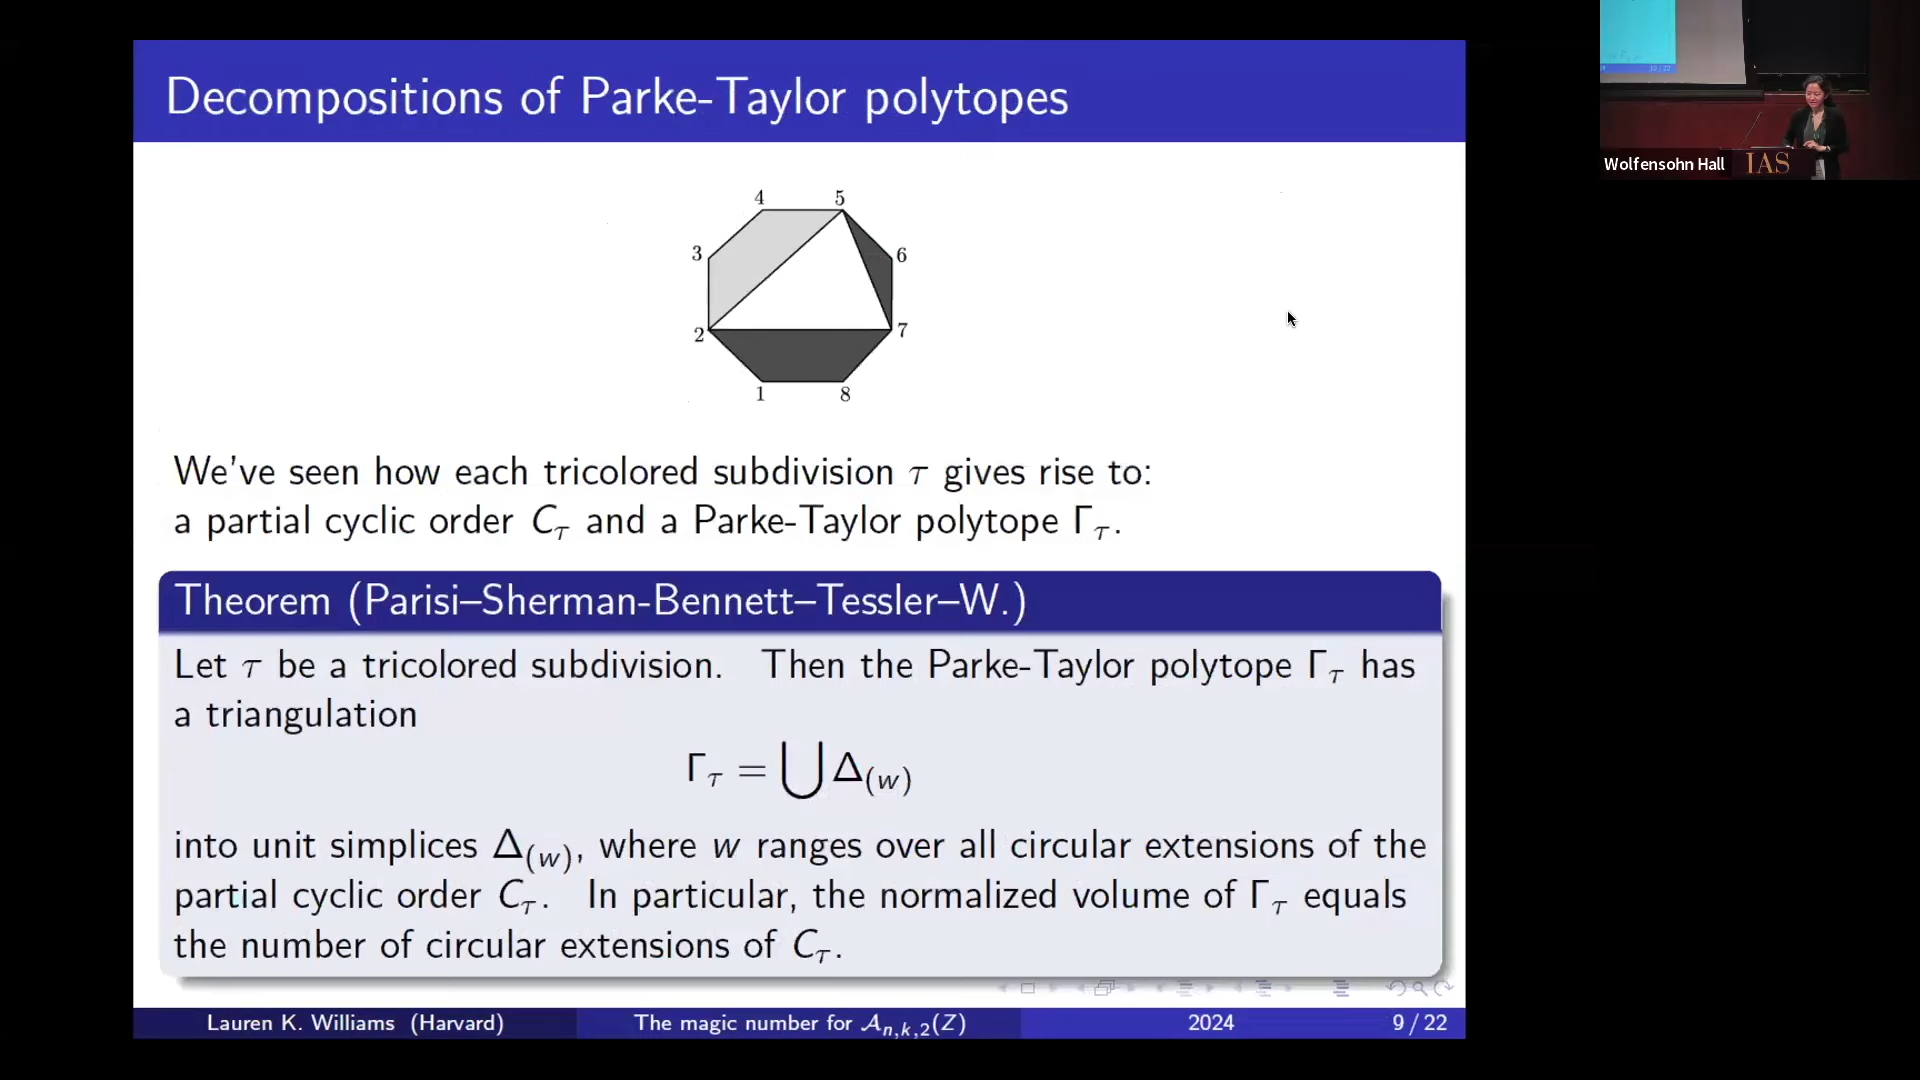 Decompositions of Parke-Taylor polytopes
4 5
3 6
2 7
1 8
We've seen how each tricolored subdivision τ gives rise to:
a partial cyclic order C_τ and a Parke-Taylor polytope Γ_τ.
Theorem (Parisi–Sherman-Bennett–Tessler–W.)
Let τ be a tricolored subdivision. Then the Parke-Taylor polytope Γ_τ has
a triangulation
Γ_τ = ⋃ Δ_(w)
into unit simplices Δ_(w), where w ranges over all circular extensions of the
partial cyclic order C_τ. In particular, the normalized volume of Γ_τ equals
the number of circular extensions of C_τ.
Lauren K. Williams (Harvard) The magic number for 𝒜_{n,k,2}(Z) 2024 9 / 22
Wolfensohn Hall IAS